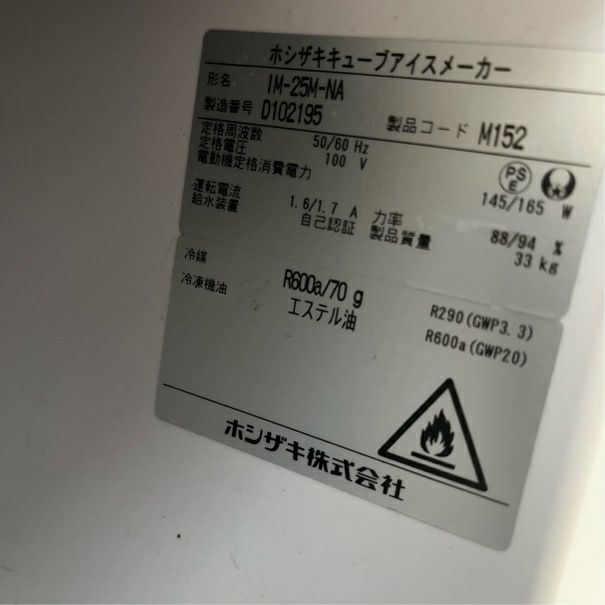 ホシザキキューブアイスメーカー
形名 IM-25M-NA
製造番号 D102195 製品コード M152
定格周波数 50/60 Hz
定格電圧 100 V
電動機定格消費電力 145/165 W
PSE
運転電流 1.6/1.7 A 力率 88/94 %
給水装置 自己認証 製品質量 33 kg
冷媒 R600a/70 g R290(GWP3.3)
冷凍機油 エステル油 R600a(GWP20)
ホシザキ株式会社